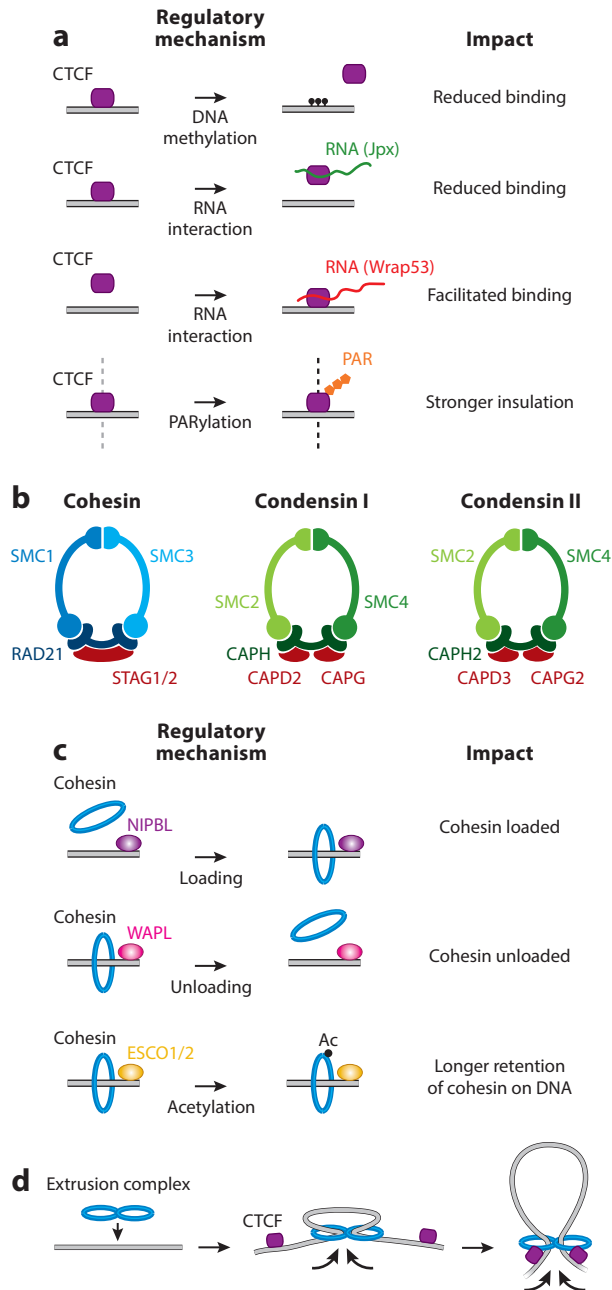 a
Regulatory
mechanism
Impact
CTCF
DNA
methylation
Reduced binding
CTCF
RNA (Jpx)
RNA
interaction
Reduced binding
CTCF
RNA (Wrap53)
RNA
interaction
Facilitated binding
CTCF
PAR
PARylation
Stronger insulation
b
Cohesin
Condensin I
Condensin II
SMC1
SMC3
SMC2
SMC4
SMC2
SMC4
RAD21
STAG1/2
CAPH
CAPD2
CAPG
CAPH2
CAPD3
CAPG2
c
Regulatory
mechanism
Impact
Cohesin
NIPBL
Loading
Cohesin loaded
Cohesin
WAPL
Unloading
Cohesin unloaded
Cohesin
ESCO1/2
Ac
Acetylation
Longer retention
of cohesin on DNA
d
Extrusion complex
CTCF